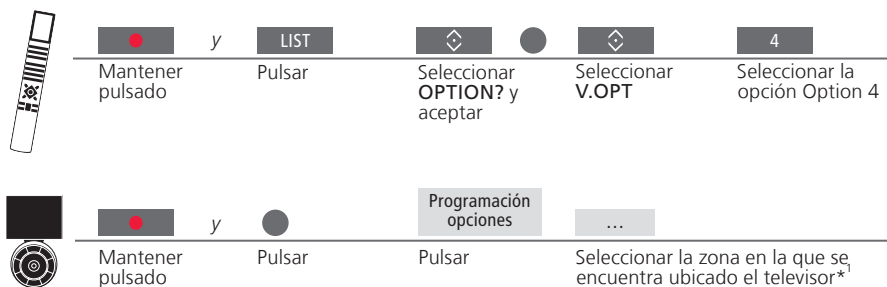 y LIST 4
Mantener pulsado
Pulsar
Seleccionar OPTION? y aceptar
Seleccionar V.OPT
Seleccionar la opción Option 4
y Programación opciones ...
Mantener pulsado
Pulsar
Pulsar
Seleccionar la zona en la que se encuentra ubicado el televisor*1